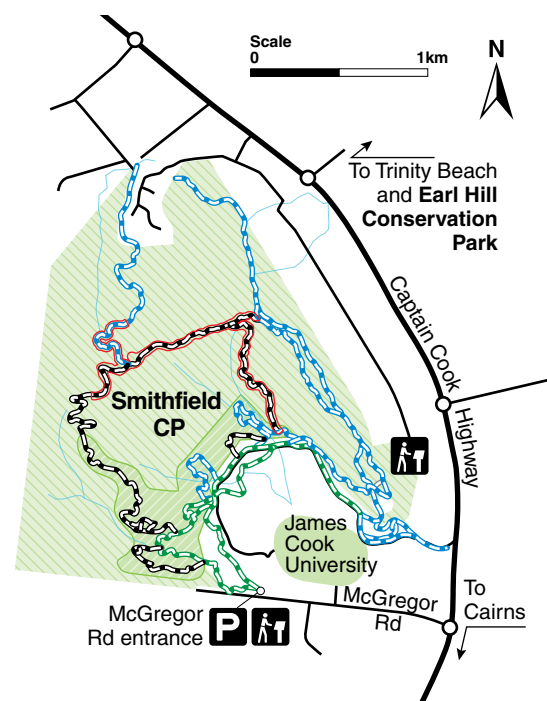 Scale
0 1km
N
To Trinity Beach
and Earl Hill
Conservation
Park
Captain Cook
Highway
Smithfield
CP
James
Cook
University
McGregor
Rd
To
Cairns
McGregor
Rd entrance
P